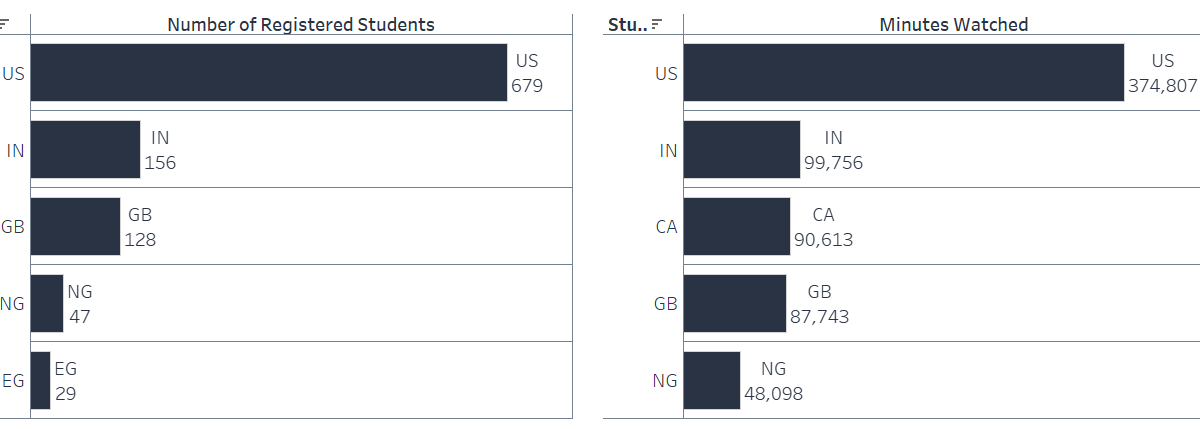 Number of Registered Students
US
US
679
IN
IN
156
GB
GB
128
NG
NG
47
EG
EG
29
Stu.. Minutes Watched
US
US
374,807
IN
IN
99,756
CA
CA
90,613
GB
GB
87,743
NG
NG
48,098